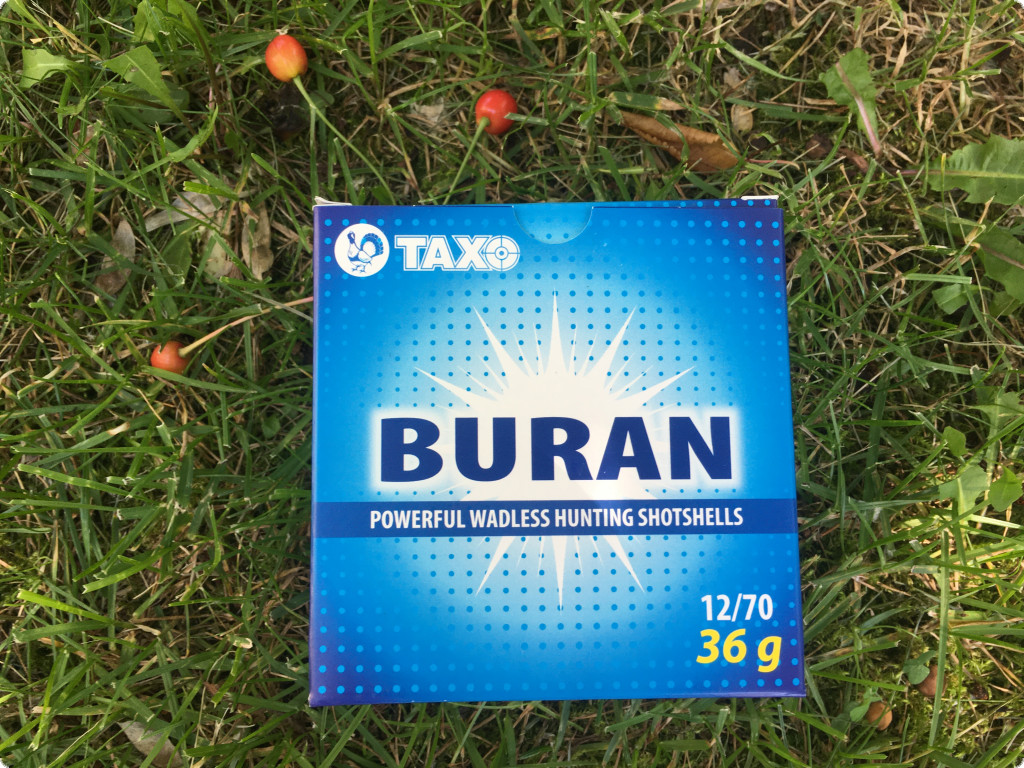 TAXO
BURAN
POWERFUL WADLESS HUNTING SHOTSHELLS
12/70
36 g